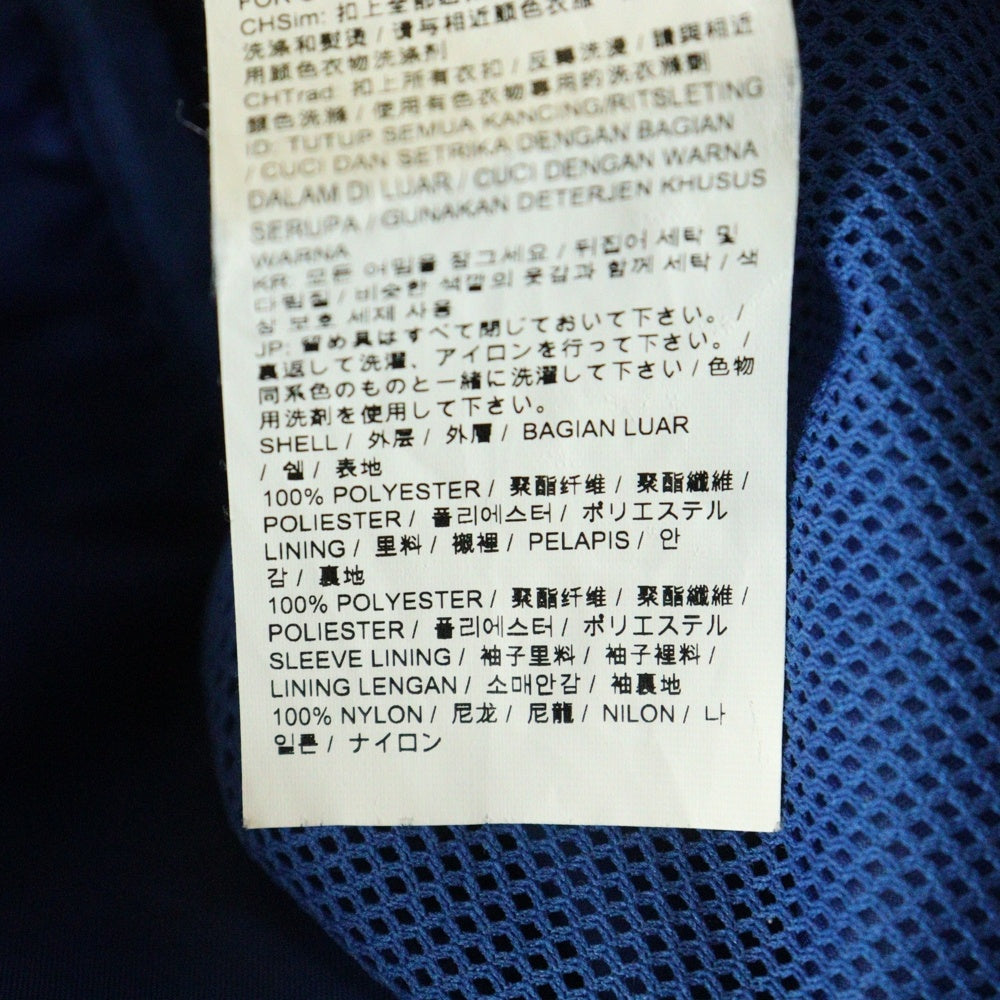 CHSim: 扣上全部
洗涤和熨烫 / 请与相近颜色衣服
用颜色衣物洗涤剂
CHTrad: 扣上所有衣扣 / 反轉洗燙 / 請與相近
顏色洗滌 / 使用有色衣物專用的洗衣滌劑
ID: TUTUP SEMUA KANCING/RITSLETING
/ CUCI DAN SETRIKA DENGAN BAGIAN
DALAM DI LUAR / CUCI DENGAN WARNA
SERUPA / GUNAKAN DETERJEN KHUSUS
WARNA
KR: 모든 여밈을 잠그세요 / 뒤집어 세탁 및
다림질 / 비슷한 색깔의 옷감과 함께 세탁 / 색
상 보호 세제 사용
JP: 留め具はすべて閉じておいて下さい。 /
裏返して洗濯、アイロンを行って下さい。 /
同系色のものと一緒に洗濯して下さい / 色物
用洗剤を使用して下さい。
SHELL / 外层 / 外層 / BAGIAN LUAR
/ 쉘 / 表地
100% POLYESTER / 聚酯纤维 / 聚酯纖維 /
POLIESTER / 폴리에스터 / ポリエステル
LINING / 里料 / 襯裡 / PELAPIS / 안
감 / 裏地
100% POLYESTER / 聚酯纤维 / 聚酯纖維 /
POLIESTER / 폴리에스터 / ポリエステル
SLEEVE LINING / 袖子里料 / 袖子裡料 /
LINING LENGAN / 소매안감 / 袖裏地
100% NYLON / 尼龙 / 尼龍 / NILON / 나
일론 / ナイロン